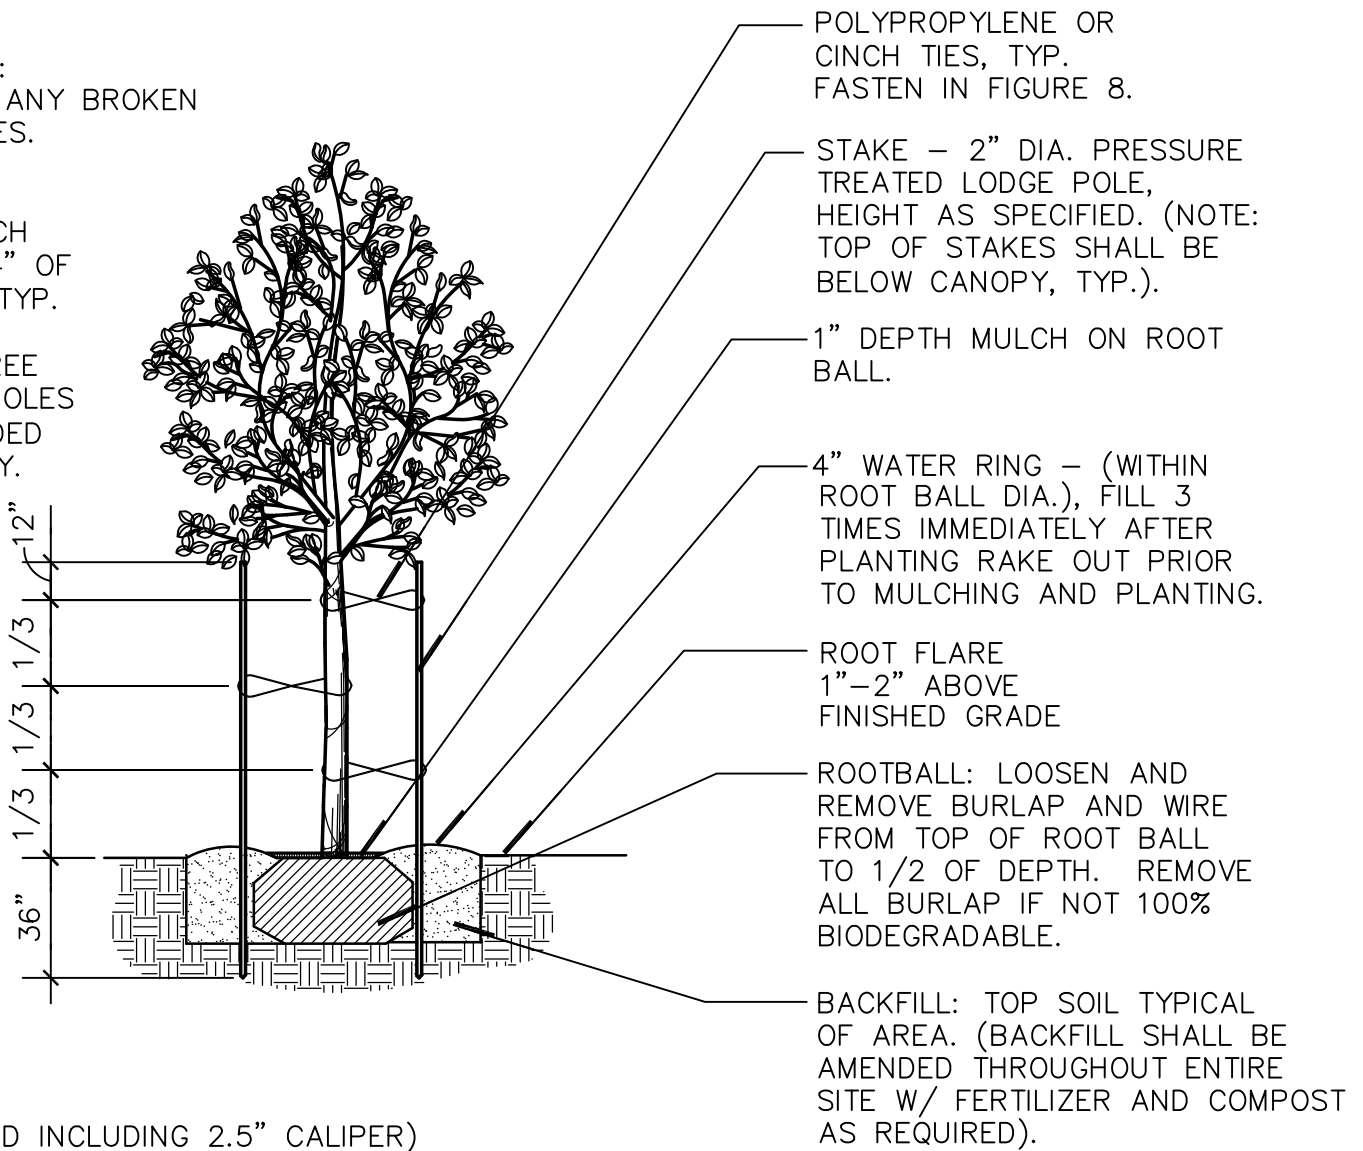 :
ANY BROKEN
ES.
CH
" OF
TYP.
REE
OLES
DED
Y.
12"
1/3
1/3
1/3
36"
D INCLUDING 2.5" CALIPER)
POLYPROPYLENE OR
CINCH TIES, TYP.
FASTEN IN FIGURE 8.
STAKE – 2" DIA. PRESSURE
TREATED LODGE POLE,
HEIGHT AS SPECIFIED. (NOTE:
TOP OF STAKES SHALL BE
BELOW CANOPY, TYP.).
1" DEPTH MULCH ON ROOT
BALL.
4" WATER RING – (WITHIN
ROOT BALL DIA.), FILL 3
TIMES IMMEDIATELY AFTER
PLANTING RAKE OUT PRIOR
TO MULCHING AND PLANTING.
ROOT FLARE
1"–2" ABOVE
FINISHED GRADE
ROOTBALL: LOOSEN AND
REMOVE BURLAP AND WIRE
FROM TOP OF ROOT BALL
TO 1/2 OF DEPTH. REMOVE
ALL BURLAP IF NOT 100%
BIODEGRADABLE.
BACKFILL: TOP SOIL TYPICAL
OF AREA. (BACKFILL SHALL BE
AMENDED THROUGHOUT ENTIRE
SITE W/ FERTILIZER AND COMPOST
AS REQUIRED).